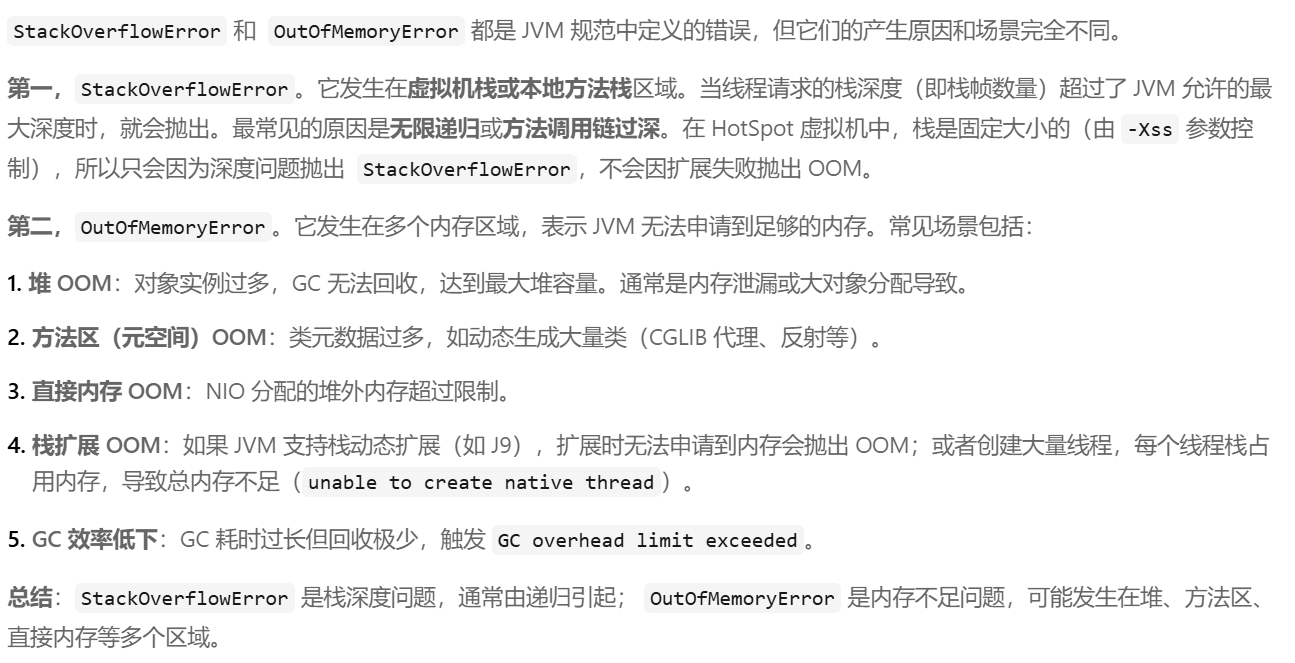 StackOverflowError 和 OutOfMemoryError 都是 JVM 规范中定义的错误，但它们的产生原因和场景完全不同。
第一，StackOverflowError。它发生在虚拟机栈或本地方法栈区域。当线程请求的栈深度（即栈帧数量）超过了 JVM 允许的最
大深度时，就会抛出。最常见的原因是无限递归或方法调用链过深。在 HotSpot 虚拟机中，栈是固定大小的（由 -Xss 参数控
制），所以只会因为深度问题抛出 StackOverflowError，不会因扩展失败抛出 OOM。
第二，OutOfMemoryError。它发生在多个内存区域，表示 JVM 无法申请到足够的内存。常见场景包括：
1. 堆 OOM：对象实例过多，GC 无法回收，达到最大堆容量。通常是内存泄漏或大对象分配导致。
2. 方法区（元空间）OOM：类元数据过多，如动态生成大量类（CGLIB 代理、反射等）。
3. 直接内存 OOM：NIO 分配的堆外内存超过限制。
4. 栈扩展 OOM：如果 JVM 支持栈动态扩展（如 J9），扩展时无法申请到内存会抛出 OOM；或者创建大量线程，每个线程栈占
用内存，导致总内存不足（unable to create native thread）。
5. GC 效率低下：GC 耗时过长但回收极少，触发 GC overhead limit exceeded。
总结：StackOverflowError 是栈深度问题，通常由递归引起；OutOfMemoryError 是内存不足问题，可能发生在堆、方法区、
直接内存等多个区域。